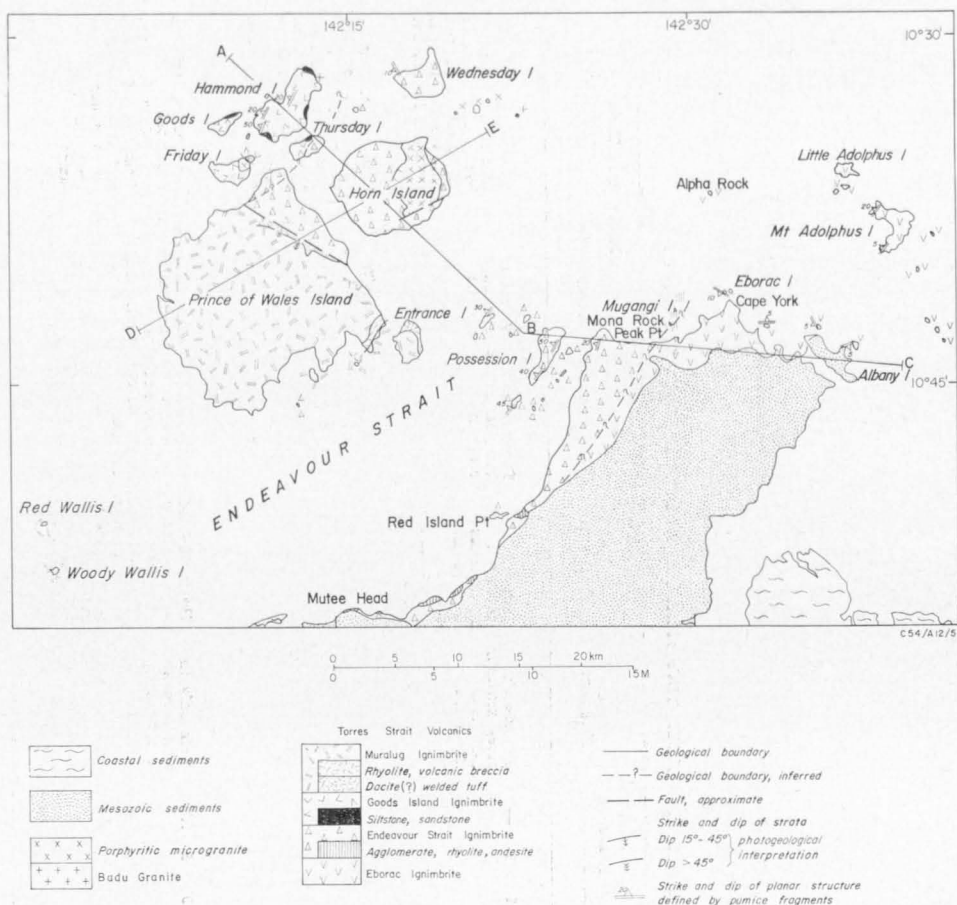 142°15'
142°30'
10°30'
A
Wednesday I
Hammond I
Goods I
Thursday I
E
Friday I
Little Adolphus I
Horn Island
Alpha Rock
Mt Adolphus I
Eborac I
Cape York
Prince of Wales Island
Mugangi I
Mona Rock
Peak Pt
Entrance I
D
B
Possession I
C
Albany I
10°45'
ENDEAVOUR STRAIT
Red Wallis I
Red Island Pt
Woody Wallis I
Mutee Head
C54/A12/5
0 5 10 15 20 km
0 5 10 15 M
Torres Strait Volcanics
Coastal sediments
Mesozoic sediments
Porphyritic microgranite
Badu Granite
Muralug Ignimbrite
Rhyolite, volcanic breccia
Dacite(?) welded tuff
Goods Island Ignimbrite
Siltstone, sandstone
Endeavour Strait Ignimbrite
Agglomerate, rhyolite, andesite
Eborac Ignimbrite
Geological boundary
Geological boundary, inferred
Fault, approximate
Strike and dip of strata
Dip 15°- 45°
Dip > 45°
photogeological
interpretation
20
Strike and dip of planar structure
defined by pumice fragments